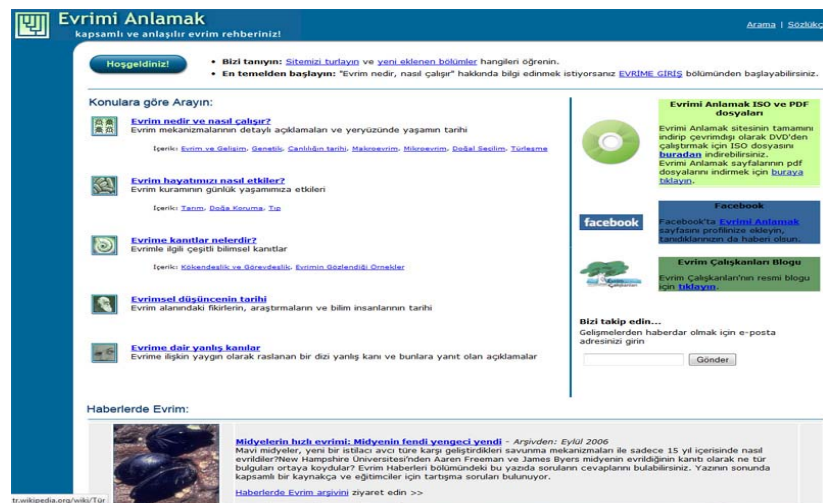 Evrimi Anlamak
kapsamlı ve anlaşılır evrim rehberiniz!
Arama | Sözlükç
Hoşgeldiniz!
• Bizi tanıyın: Sitemizi turlayın ve yeni eklenen bölümler hangileri öğrenin.
• En temelden başlayın: "Evrim nedir, nasıl çalışır" hakkında bilgi edinmek istiyorsanız EVRİME GİRİŞ bölümünden başlayabilirsiniz.
Konulara göre Arayın:
Evrim nedir ve nasıl çalışır?
Evrim mekanizmalarının detaylı açıklamaları ve yeryüzünde yaşamın tarihi
İçerik: Evrim ve Gelişim, Genetik, Canlılığın tarihi, Makroevrim, Mikroevrim, Doğal Seçilim, Türleşme
Evrim hayatımızı nasıl etkiler?
Evrim kuramının günlük yaşamımıza etkileri
İçerik: Tarım, Doğa Koruma, Tıp
Evrime kanıtlar nelerdir?
Evrimle ilgili çeşitli bilimsel kanıtlar
İçerik: Kökendeşlik ve Görevdeşlik, Evrimin Gözlendiği Örnekler
Evrimsel düşüncenin tarihi
Evrim alanındaki fikirlerin, araştırmaların ve bilim insanlarının tarihi
Evrime dair yanlış kanılar
Evrime ilişkin yaygın olarak raslanan bir dizi yanlış kanı ve bunlara yanıt olan açıklamalar
Evrimi Anlamak ISO ve PDF
dosyaları
Evrimi Anlamak sitesinin tamamını
indirip çevrimdışı olarak DVD'den
çalıştırmak için ISO dosyasını
buradan indirebilirsiniz.
Evrimi Anlamak sayfalarının pdf
dosyalarını indirmek için buraya
tıklayın.
facebook
Facebook
Facebook'ta Evrimi Anlamak
sayfasını profilinize ekleyin,
tanıdıklarınızın da haberi olsun.
Evrim Çalışkanları Blogu
Evrim Çalışkanları'nın resmi blogu
için tıklayın.
Bizi takip edin...
Gelişmelerden haberdar olmak için e-posta
adresinizi girin
Gönder
Haberlerde Evrim:
Midyelerin hızlı evrimi: Midyenin fendi yengeci yendi - Arşivden: Eylül 2006
Mavi midyeler, yeni bir istilacı avcı türe karşı geliştirdikleri savunma mekanizmaları ile sadece 15 yıl içerisinde nasıl
evrildiler?New Hampshire Üniversitesi'nden Aaren Freeman ve James Byers midyenin evrildiğinin kanıtı olarak ne tür
bulguları ortaya koydular? Evrim Haberleri bölümündeki bu yazıda soruların cevaplarını bulabilirsiniz. Yazının sonunda
kapsamlı bir kaynakça ve eğitimciler için tartışma soruları bulunuyor.
Haberlerde Evrim arşivini ziyaret edin >>
tr.wikipedia.org/wiki/Tür